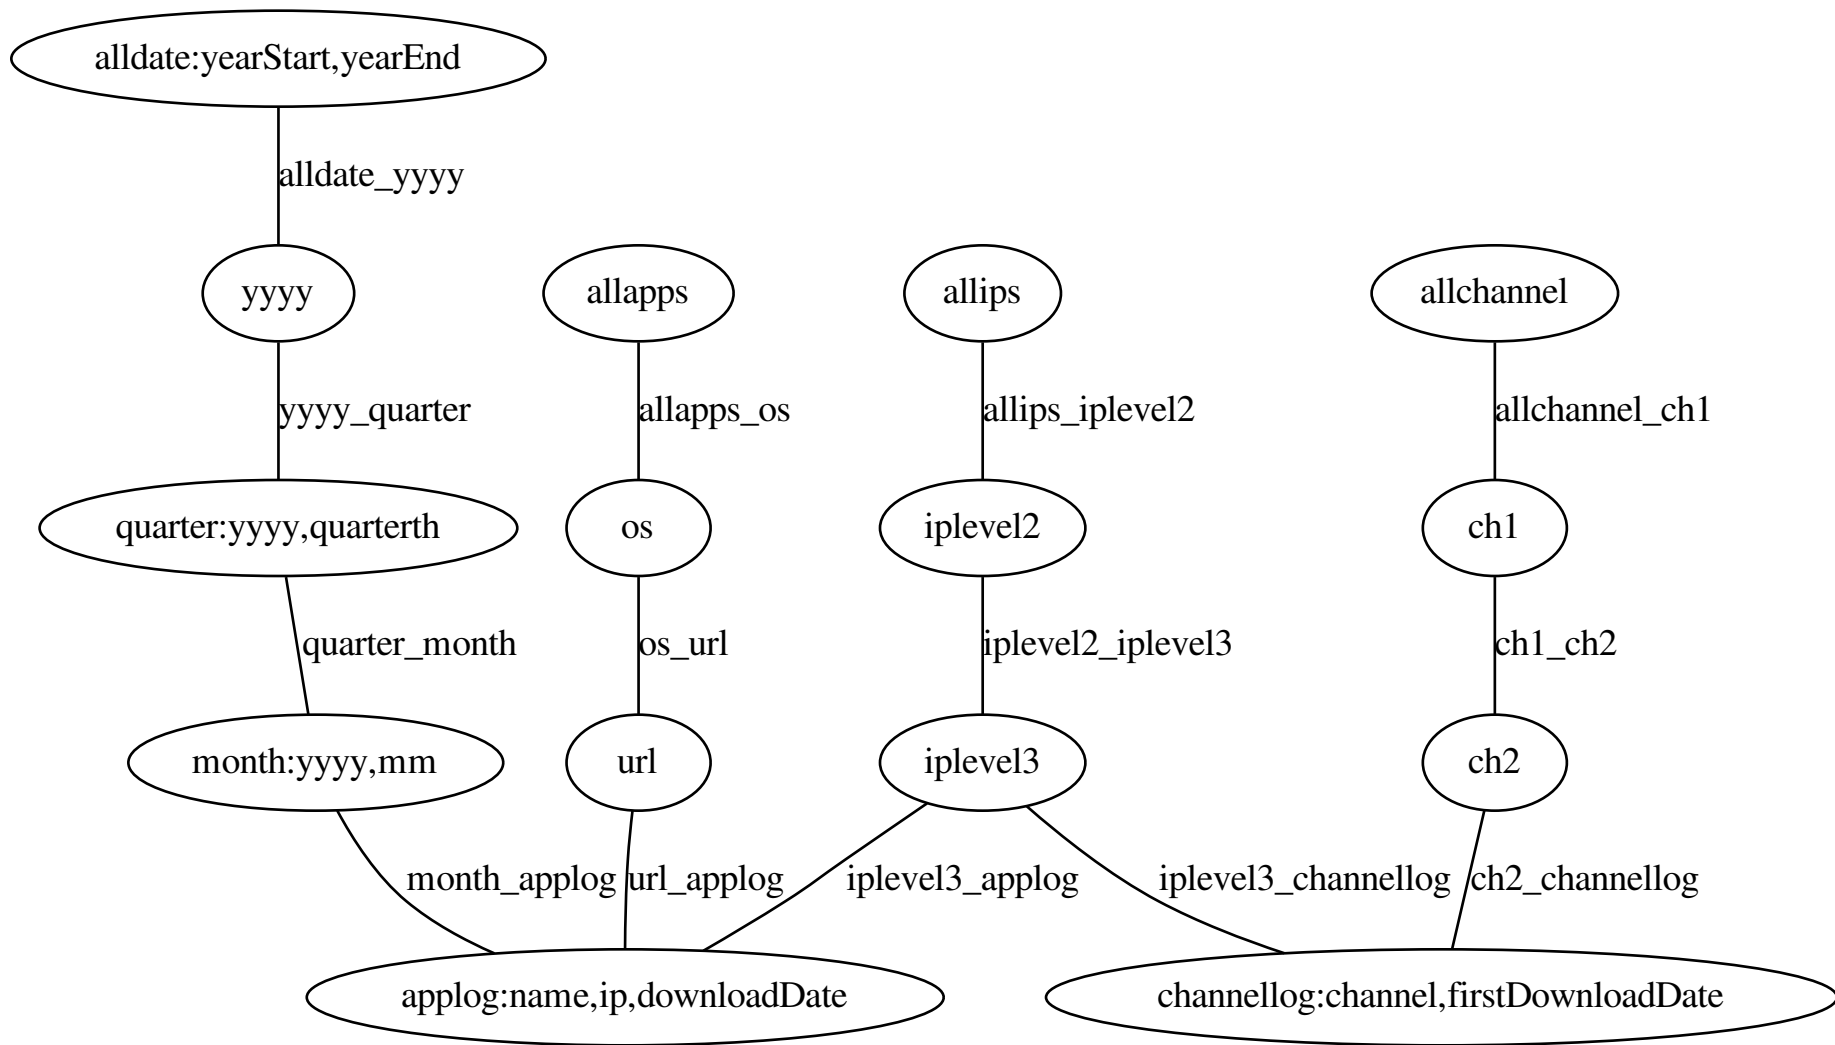 alldate:yearStart,yearEnd
alldate_yyyy
yyyy
allapps
allips
allchannel
yyyy_quarter
allapps_os
allips_iplevel2
allchannel_ch1
quarter:yyyy,quarterth
os
iplevel2
ch1
quarter_month
os_url
iplevel2_iplevel3
ch1_ch2
month:yyyy,mm
url
iplevel3
ch2
month_applog
url_applog
iplevel3_applog
iplevel3_channellog
ch2_channellog
applog:name,ip,downloadDate
channellog:channel,firstDownloadDate